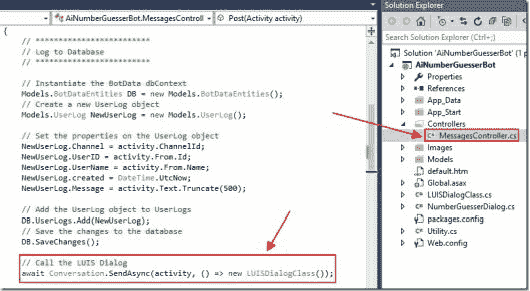 AiNumberGuesserBot.MessagesControll
Post(Activity activity)
{
// **************************
// Log to Database
// **************************
// Instantiate the BotData dbContext
Models.BotDataEntities DB = new Models.BotDataEntities();
// Create a new UserLog object
Models.UserLog NewUserLog = new Models.UserLog();
// Set the properties on the UserLog object
NewUserLog.Channel = activity.ChannelId;
NewUserLog.UserID = activity.From.Id;
NewUserLog.UserName = activity.From.Name;
NewUserLog.created = DateTime.UtcNow;
NewUserLog.Message = activity.Text.Truncate(500);
// Add the UserLog object to UserLogs
DB.UserLogs.Add(NewUserLog);
// Save the changes to the database
DB.SaveChanges();
// Call the LUIS Dialog
await Conversation.SendAsync(activity, () => new LUISDialogClass());
Solution Explorer
Search Solution Explorer (Ctrl+;)
Solution 'AiNumberGuesserBot' (1 p
AiNumberGuesserBot
Properties
References
App_Data
App_Start
Controllers
C# MessagesController.cs
Images
Models
default.htm
Global.asax
C# LUISDialogClass.cs
C# NumberGuesserDialog.cs
packages.config
C# Utility.cs
Web.config